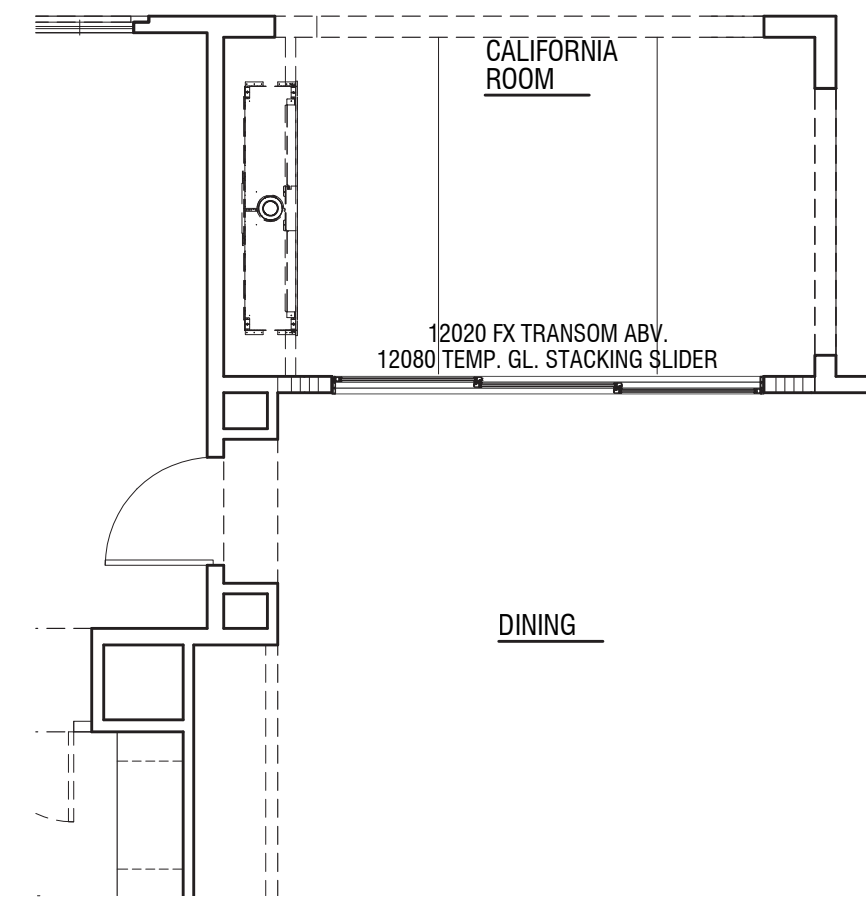 CALIFORNIA
ROOM
12020 FX TRANSOM ABV.
12080 TEMP. GL. STACKING SLIDER
DINING